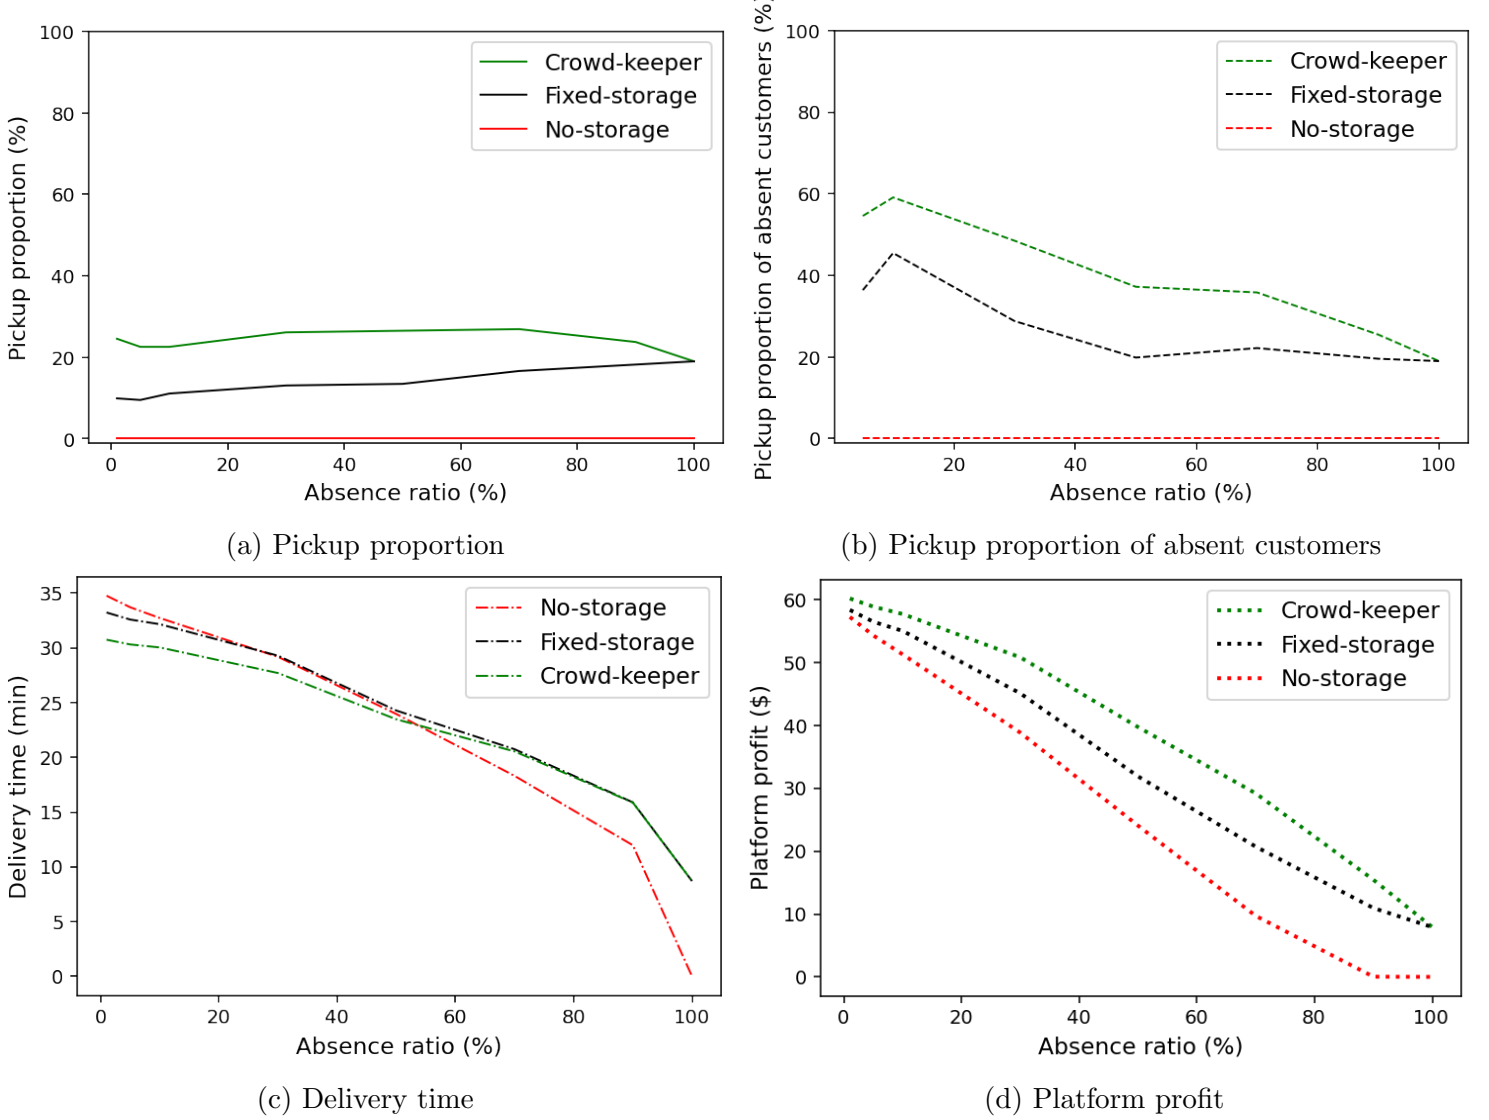 Pickup proportion (%)
100
80
60
40
20
0
Crowd-keeper
Fixed-storage
No-storage
0 20 40 60 80 100
Absence ratio (%)
(a) Pickup proportion
Pickup proportion of absent customers (%)
100
80
60
40
20
0
Crowd-keeper
Fixed-storage
No-storage
20 40 60 80 100
Absence ratio (%)
(b) Pickup proportion of absent customers
Delivery time (min)
35
30
25
20
15
10
5
0
No-storage
Fixed-storage
Crowd-keeper
0 20 40 60 80 100
Absence ratio (%)
(c) Delivery time
Platform profit ($)
60
50
40
30
20
10
0
Crowd-keeper
Fixed-storage
No-storage
0 20 40 60 80 100
Absence ratio (%)
(d) Platform profit